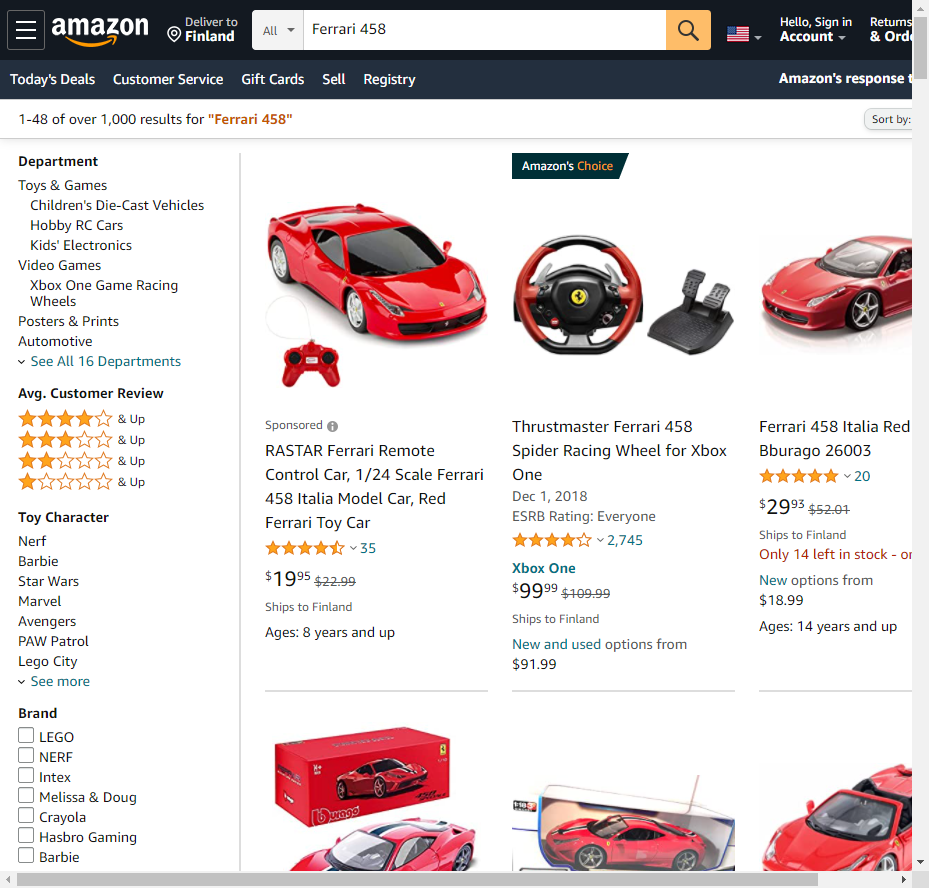 amazon
Deliver to
Finland
All
Ferrari 458
Hello, Sign in
Account
Returns
& Orde
Today's Deals
Customer Service
Gift Cards
Sell
Registry
Amazon's response t
1-48 of over 1,000 results for "Ferrari 458"
Sort by:
Department
Toys & Games
Children's Die-Cast Vehicles
Hobby RC Cars
Kids' Electronics
Video Games
Xbox One Game Racing
Wheels
Posters & Prints
Automotive
See All 16 Departments
Avg. Customer Review
& Up
& Up
& Up
& Up
Toy Character
Nerf
Barbie
Star Wars
Marvel
Avengers
PAW Patrol
Lego City
See more
Brand
LEGO
NERF
Intex
Melissa & Doug
Crayola
Hasbro Gaming
Barbie
Sponsored
RASTAR Ferrari Remote
Control Car, 1/24 Scale Ferrari
458 Italia Model Car, Red
Ferrari Toy Car
35
$19.95 $22.99
Ships to Finland
Ages: 8 years and up
Amazon's Choice
Thrustmaster Ferrari 458
Spider Racing Wheel for Xbox
One
Dec 1, 2018
ESRB Rating: Everyone
2,745
Xbox One
$99.99 $109.99
Ships to Finland
New and used options from
$91.99
Ferrari 458 Italia Red
Bburago 26003
20
$29.93 $52.01
Ships to Finland
Only 14 left in stock - or
New options from
$18.99
Ages: 14 years and up
burago
1:18